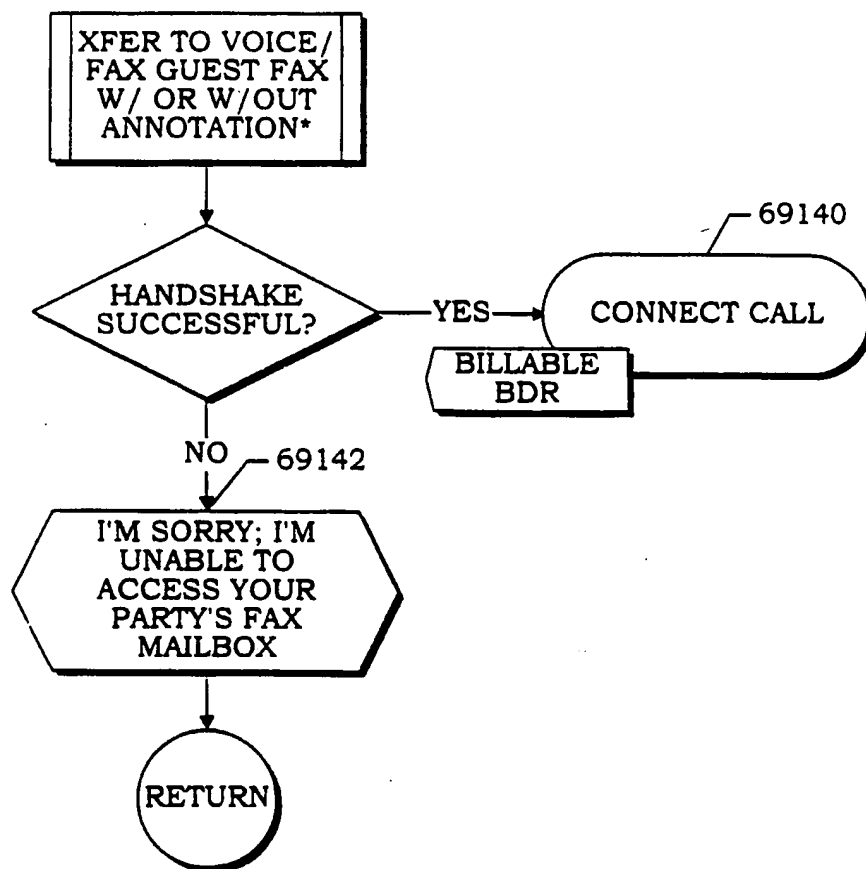 XFER TO VOICE/
FAX GUEST FAX
W/ OR W/OUT
ANNOTATION*
69140
HANDSHAKE
SUCCESSFUL?
YES
CONNECT CALL
BILLABLE
BDR
NO
69142
I'M SORRY; I'M
UNABLE TO
ACCESS YOUR
PARTY'S FAX
MAILBOX
RETURN